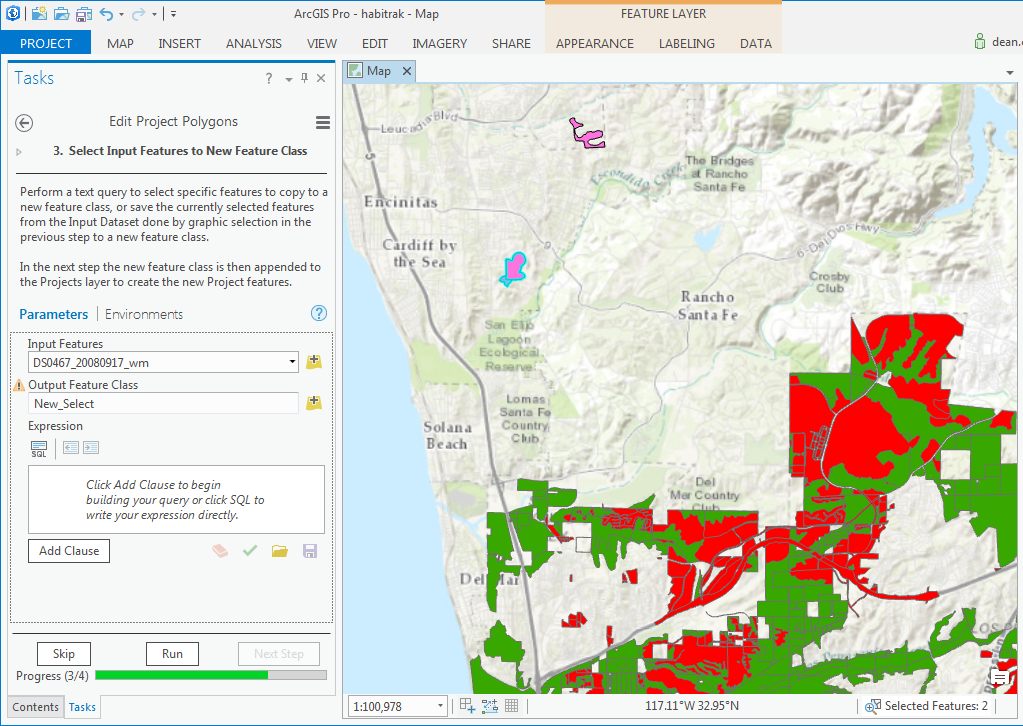 ArcGIS Pro - habitrak - Map
FEATURE LAYER
PROJECT MAP INSERT ANALYSIS VIEW EDIT IMAGERY SHARE APPEARANCE LABELING DATA
dean.
Tasks
?
Map
Edit Project Polygons
3. Select Input Features to New Feature Class
Perform a text query to select specific features to copy to a
new feature class, or save the currently selected features
from the Input Dataset done by graphic selection in the
previous step to a new feature class.
In the next step the new feature class is then appended to
the Projects layer to create the new Project features.
Parameters | Environments
?
Input Features
DS0467_20080917_wm
Output Feature Class
New_Select
Expression
SQL
Click Add Clause to begin
building your query or click SQL to
write your expression directly.
Add Clause
Skip
Run
Next Step
Progress (3/4)
Contents
Tasks
Leucadia Blvd
5
The Bridges
at Rancho
Santa Fe
Escondido Creek
Encinitas
Cardiff by
the Sea
6-Del Dios Hwy
Crosby
Club
Rancho
Santa Fe
San Elijo
Lagoon
Ecological
Reserve
Lomas
Santa Fe
Country
Club
Solana
Beach
Del
Mar Country
Club
Del Mar
LOS
1:100,978
117.11°W 32.95°N
Selected Features: 2